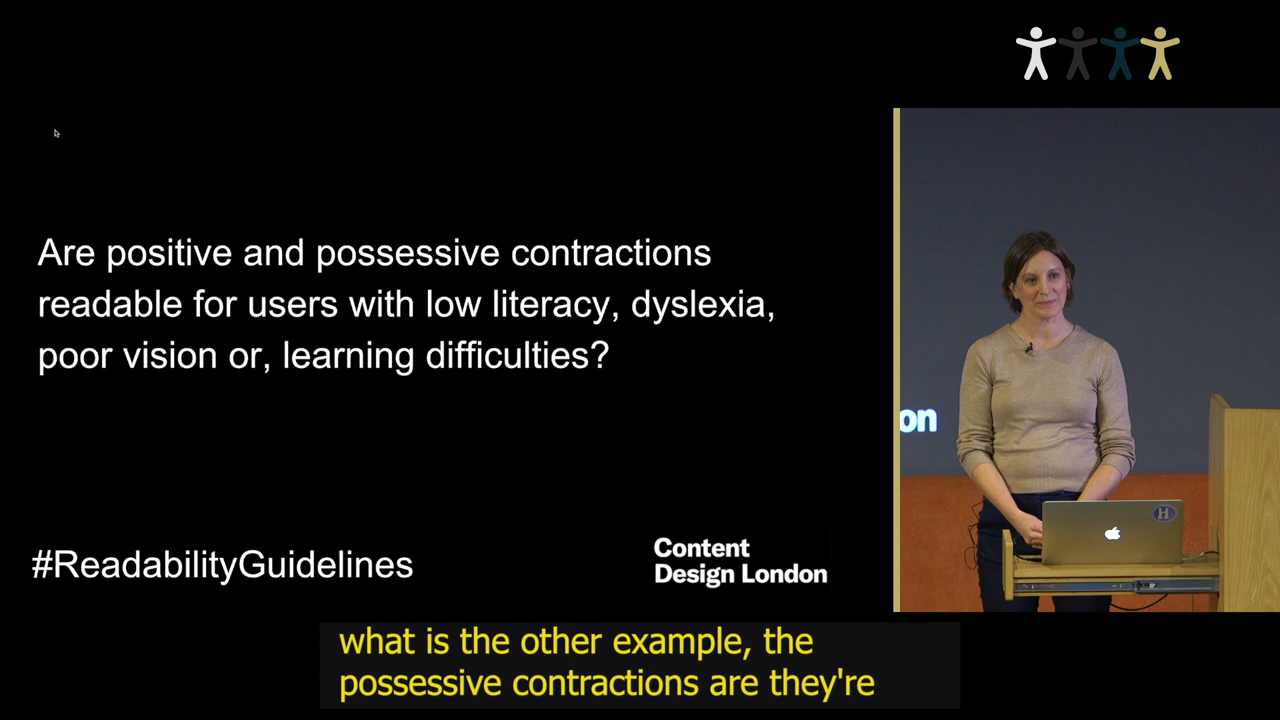 Are positive and possessive contractions
readable for users with low literacy, dyslexia,
poor vision or, learning difficulties?
on
#ReadabilityGuidelines
Content
Design London
H
what is the other example, the
possessive contractions are they're